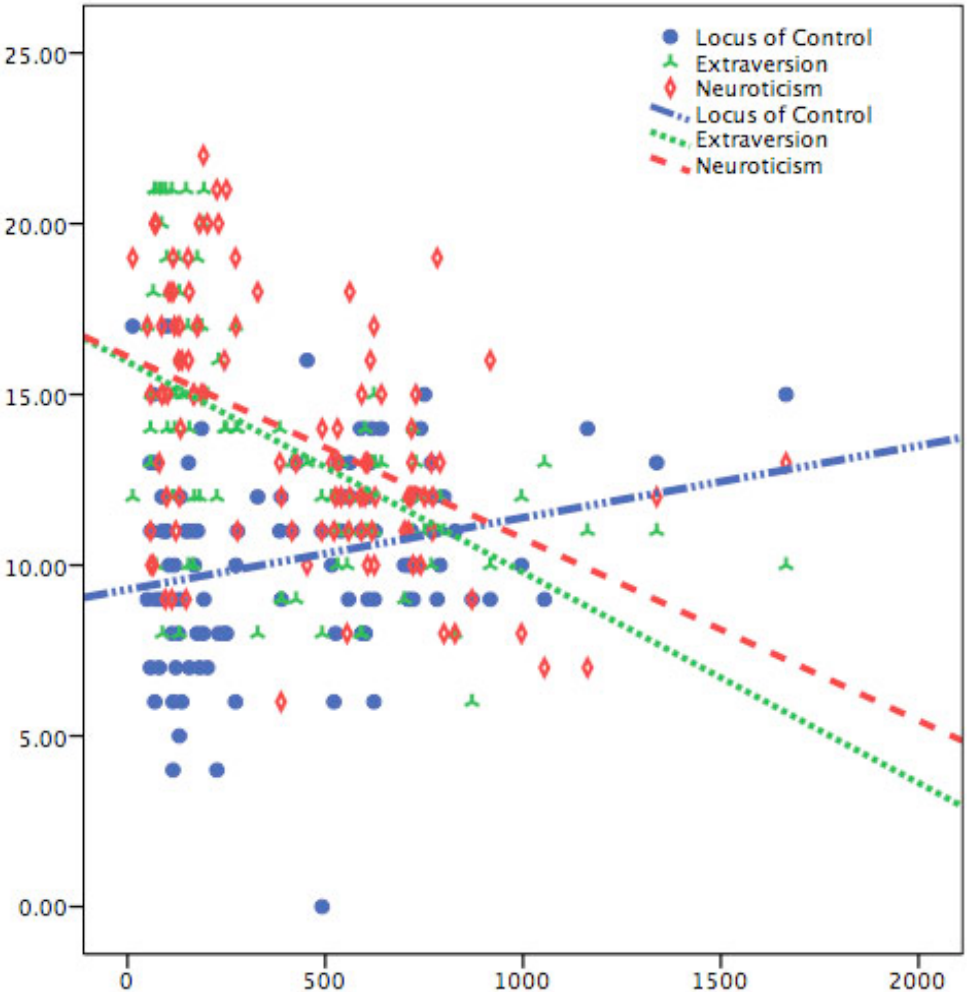 25.00
20.00
15.00
10.00
5.00
0.00
0
500
1000
1500
2000
Locus of Control
Extraversion
Neuroticism
Locus of Control
Extraversion
Neuroticism